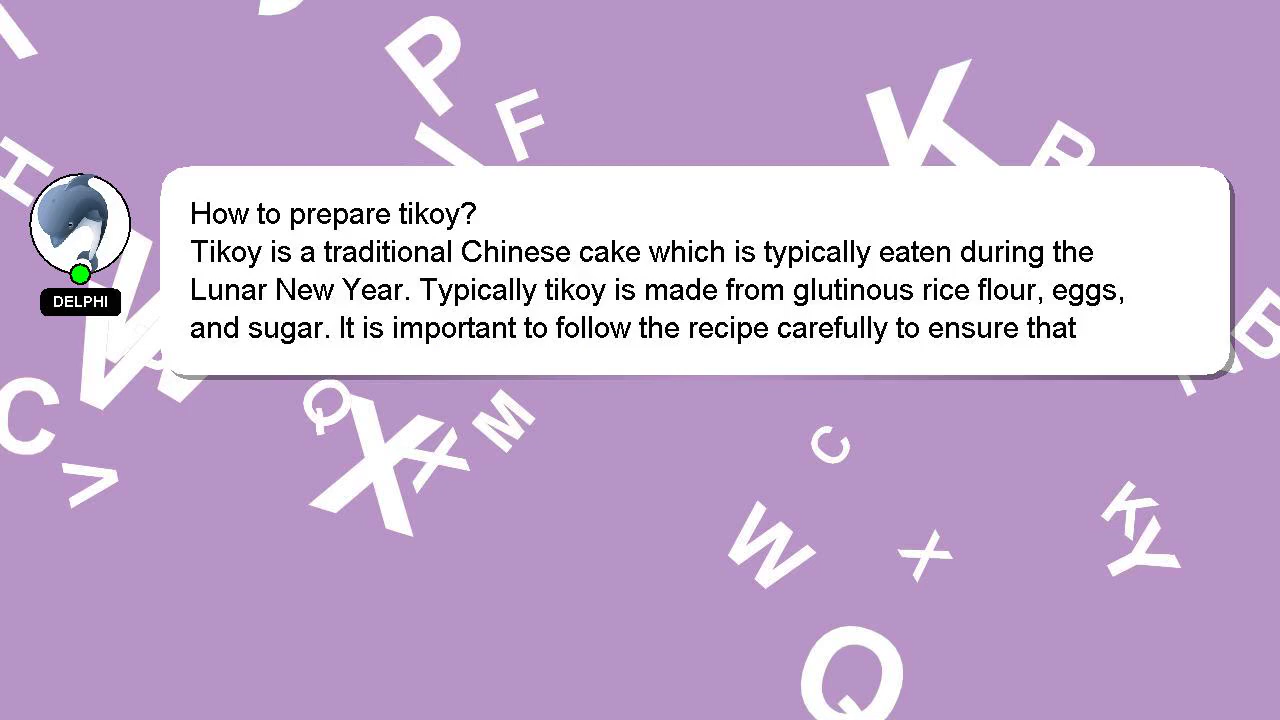 How to prepare tikoy?
Tikoy is a traditional Chinese cake which is typically eaten during the
Lunar New Year. Typically tikoy is made from glutinous rice flour, eggs,
and sugar. It is important to follow the recipe carefully to ensure that
DELPHI
P
F
K
H
C
V
Q
X
X
M
C
W
X
K
Y
Q
B
W